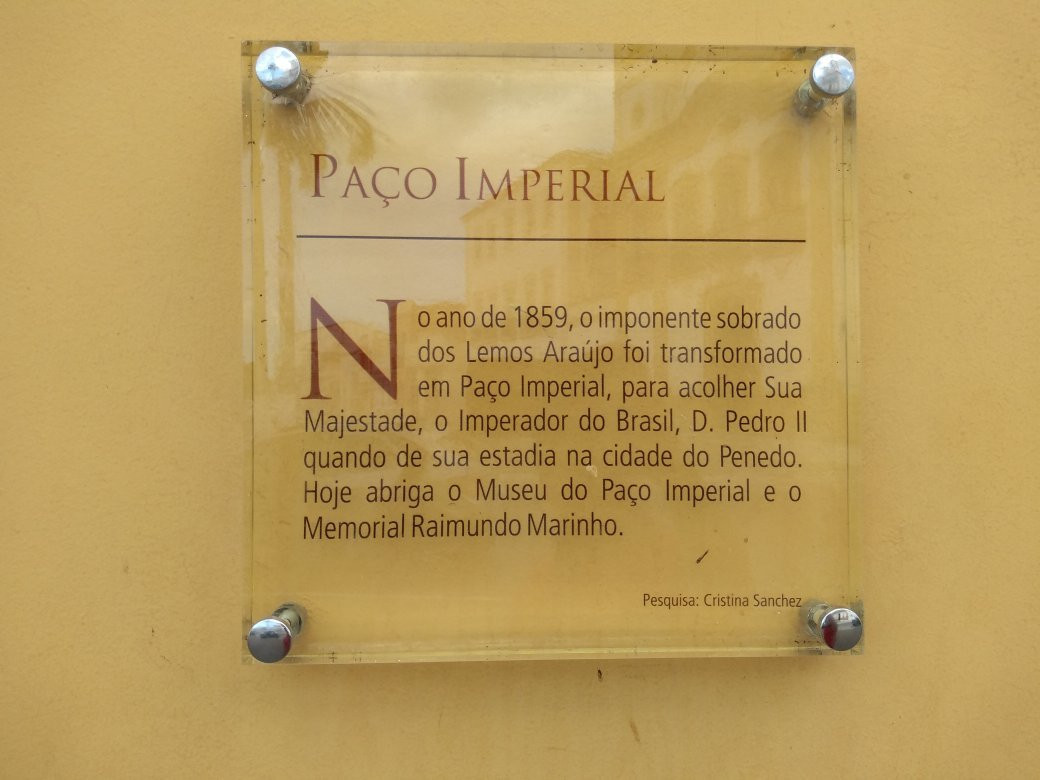 PAÇO IMPERIAL
No ano de 1859, o imponente sobrado
dos Lemos Araújo foi transformado
em Paço Imperial, para acolher Sua
Majestade, o Imperador do Brasil, D. Pedro II
quando de sua estadia na cidade do Penedo.
Hoje abriga o Museu do Paço Imperial e o
Memorial Raimundo Marinho.
Pesquisa: Cristina Sanchez